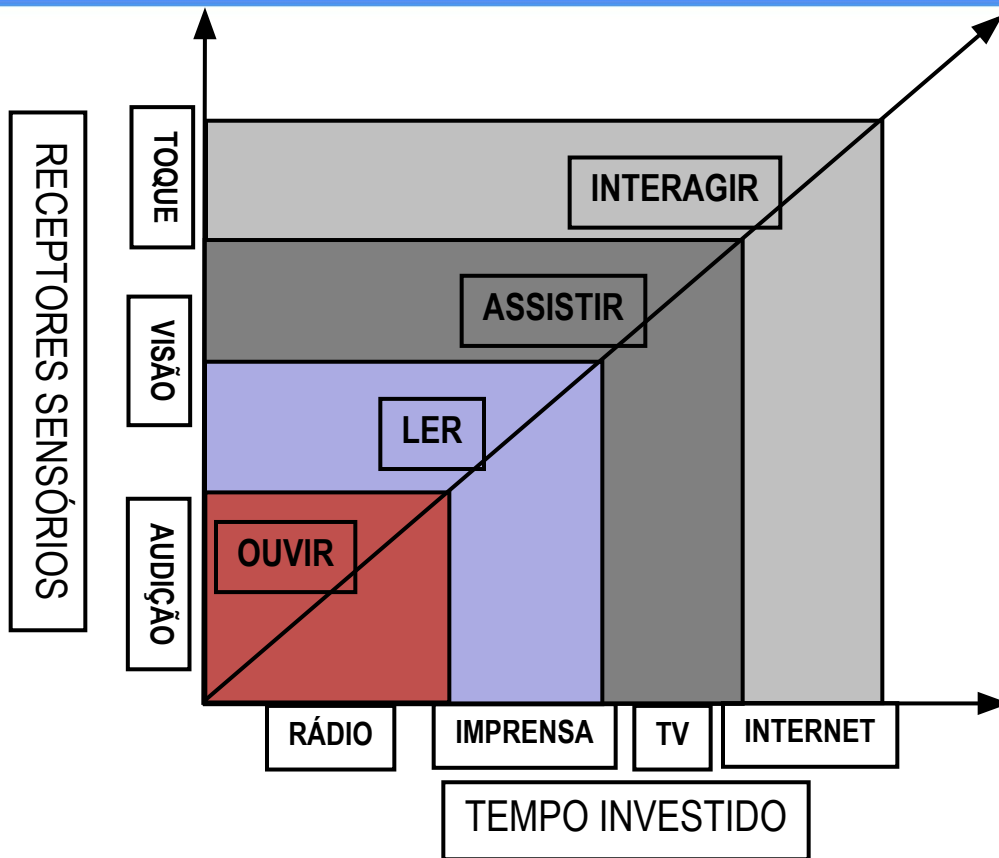 RECEPTORES SENSÓRIOS
TOQUE
VISÃO
AUDIÇÃO
INTERAGIR
ASSISTIR
LER
OUVIR
RÁDIO
IMPRENSA
TV
INTERNET
TEMPO INVESTIDO